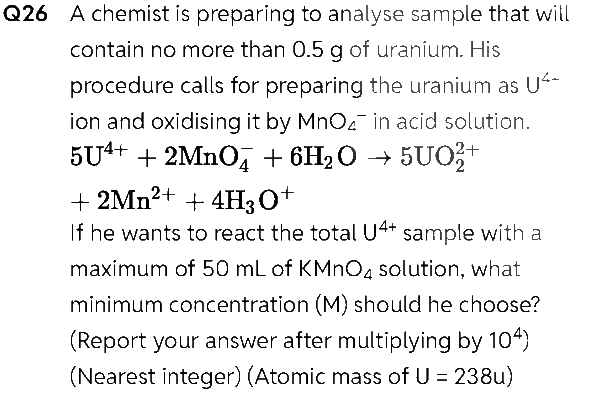 Q26 A chemist is preparing to analyse sample that will
contain no more than 0.5 g of uranium. His
procedure calls for preparing the uranium as U⁴⁻
ion and oxidising it by MnO₄⁻ in acid solution.
5U⁴⁺ + 2MnO₄⁻ + 6H₂O → 5UO₂²⁺
+ 2Mn²⁺ + 4H₃O⁺
If he wants to react the total U⁴⁺ sample with a
maximum of 50 mL of KMnO₄ solution, what
minimum concentration (M) should he choose?
(Report your answer after multiplying by 10⁴)
(Nearest integer) (Atomic mass of U = 238u)